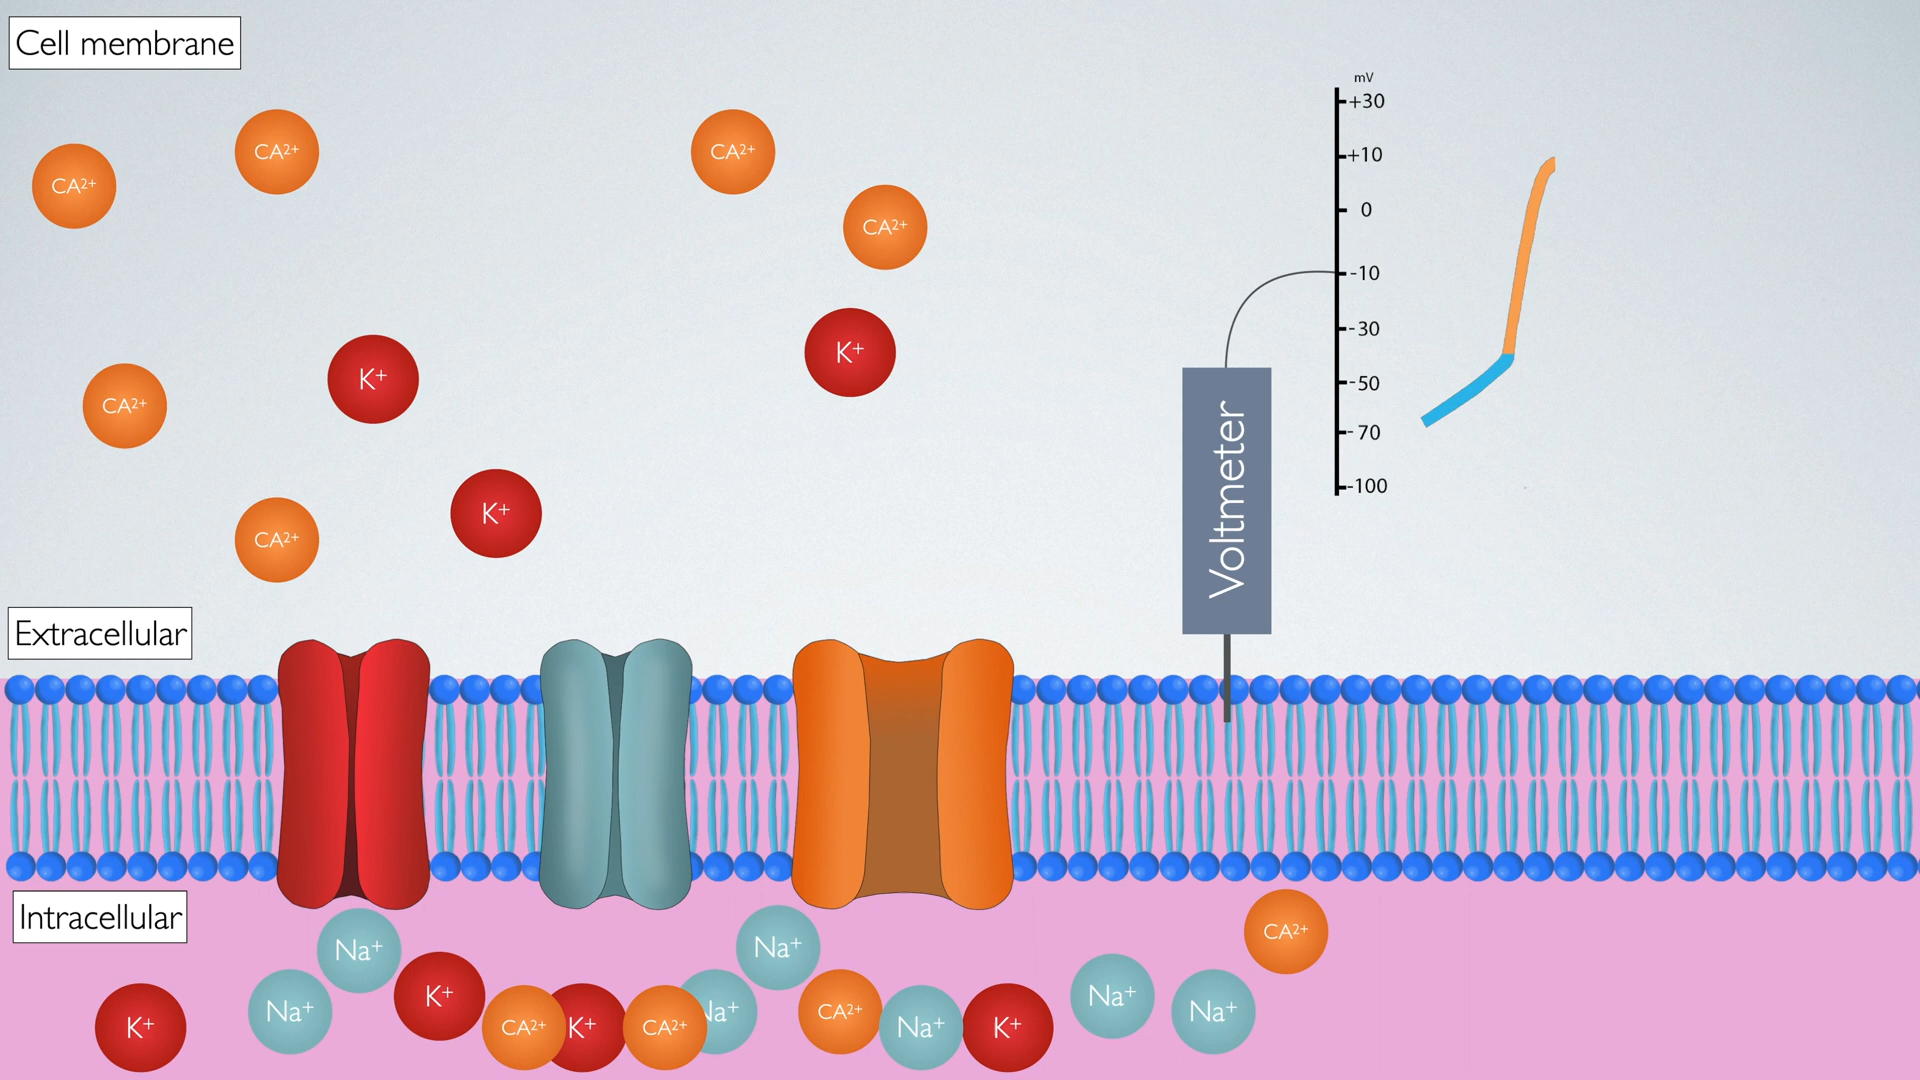 Cell membrane
mV
+30
CA²⁺
CA²⁺
CA²⁺
+10
CA²⁺
0
CA²⁺
-10
-30
K⁺
K⁺
-50
CA²⁺
-70
-100
K⁺
CA²⁺
Voltmeter
Extracellular
Intracellular
CA²⁺
Na⁺
Na⁺
K⁺
Na⁺
Na⁺
CA²⁺
Na⁺
Na⁺
K⁺
CA²⁺
K⁺
CA²⁺
Na⁺
K⁺